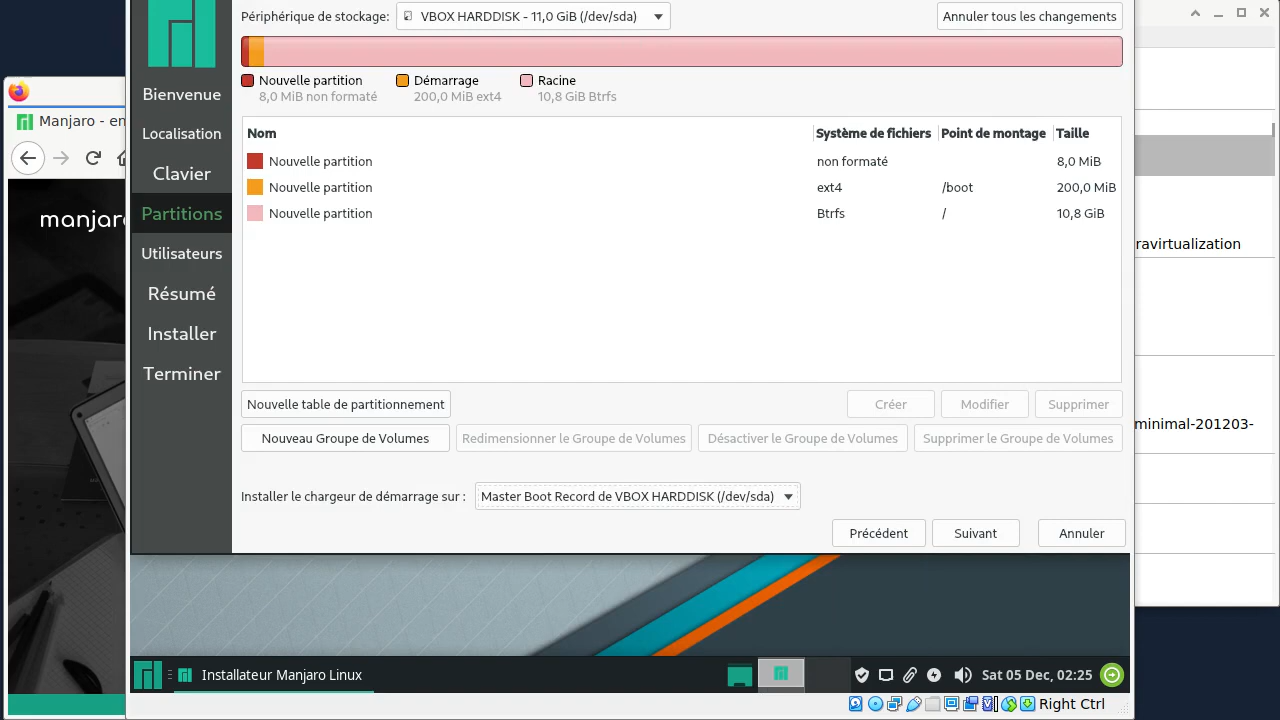 Périphérique de stockage:
VBOX HARDDISK - 11,0 GiB (/dev/sda)
Annuler tous les changements
Nouvelle partition
8,0 MiB non formaté
Démarrage
200,0 MiB ext4
Racine
10,8 GiB Btrfs
Bienvenue
Localisation
Clavier
Partitions
Utilisateurs
Résumé
Installer
Terminer
Nom Système de fichiers Point de montage Taille
Nouvelle partition non formaté 8,0 MiB
Nouvelle partition ext4 /boot 200,0 MiB
Nouvelle partition Btrfs / 10,8 GiB
Nouvelle table de partitionnement
Créer
Modifier
Supprimer
Nouveau Groupe de Volumes
Redimensionner le Groupe de Volumes
Désactiver le Groupe de Volumes
Supprimer le Groupe de Volumes
Installer le chargeur de démarrage sur :
Master Boot Record de VBOX HARDDISK (/dev/sda)
Précédent
Suivant
Annuler
Manjaro - en
manjaro
ravirtualization
minimal-201203-
Installateur Manjaro Linux
Sat 05 Dec, 02:25
Right Ctrl